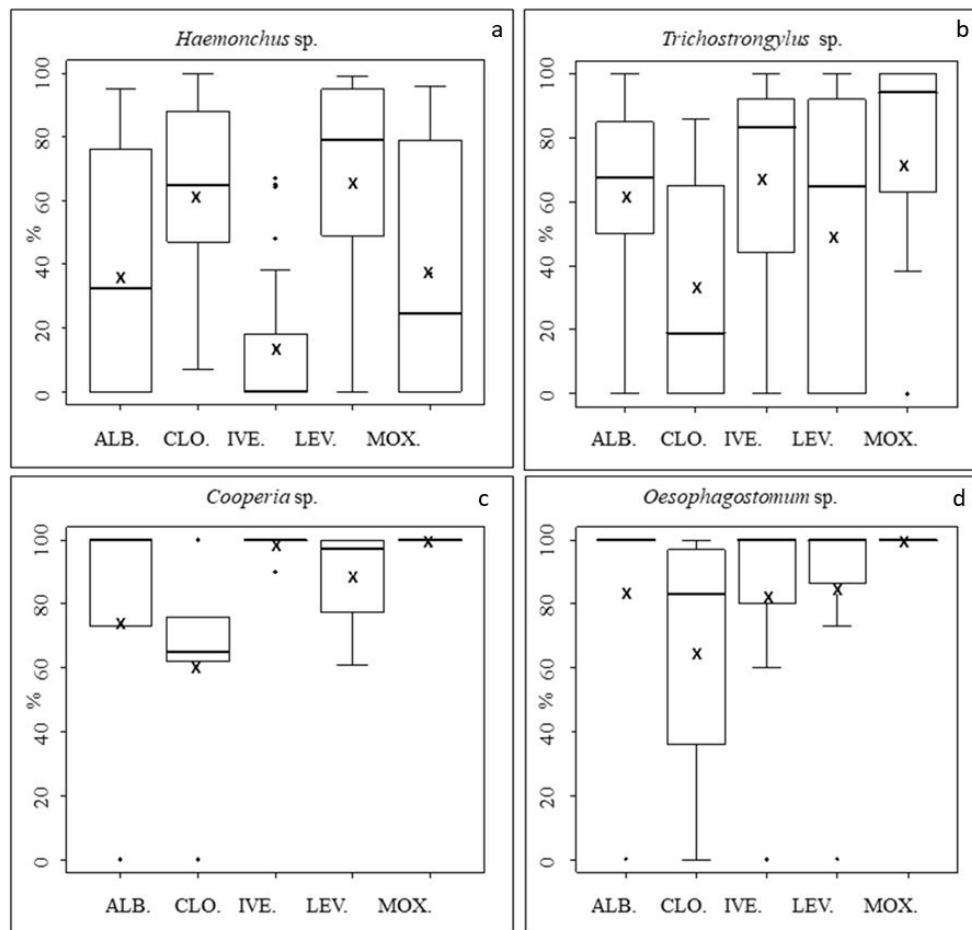 Haemonchus sp.
a
100
80
60
40
20
0
%
x x x x x
ALB. CLO. IVE. LEV. MOX.
Trichostrongylus sp.
b
100
80
60
40
20
0
%
x x x x x
ALB. CLO. IVE. LEV. MOX.
Cooperia sp.
c
100
80
60
40
20
0
%
x x x x x
ALB. CLO. IVE. LEV. MOX.
Oesophagostomum sp.
d
100
80
60
40
20
0
%
x x x x x
ALB. CLO. IVE. LEV. MOX.